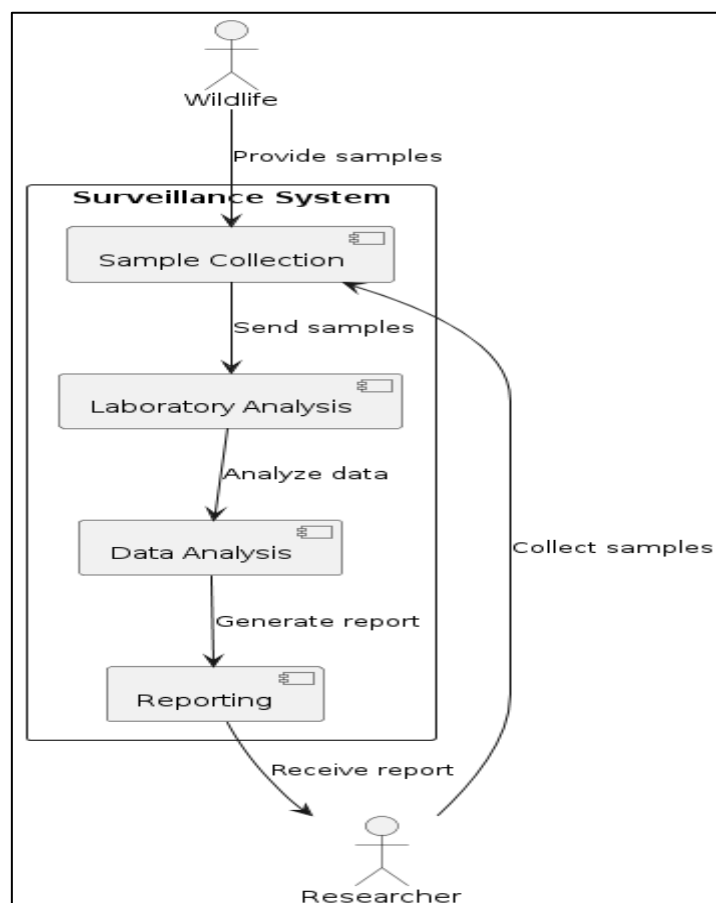 Wildlife
Provide samples
Surveillance System
Sample Collection
Send samples
Laboratory Analysis
Analyze data
Data Analysis
Collect samples
Generate report
Reporting
Receive report
Researcher